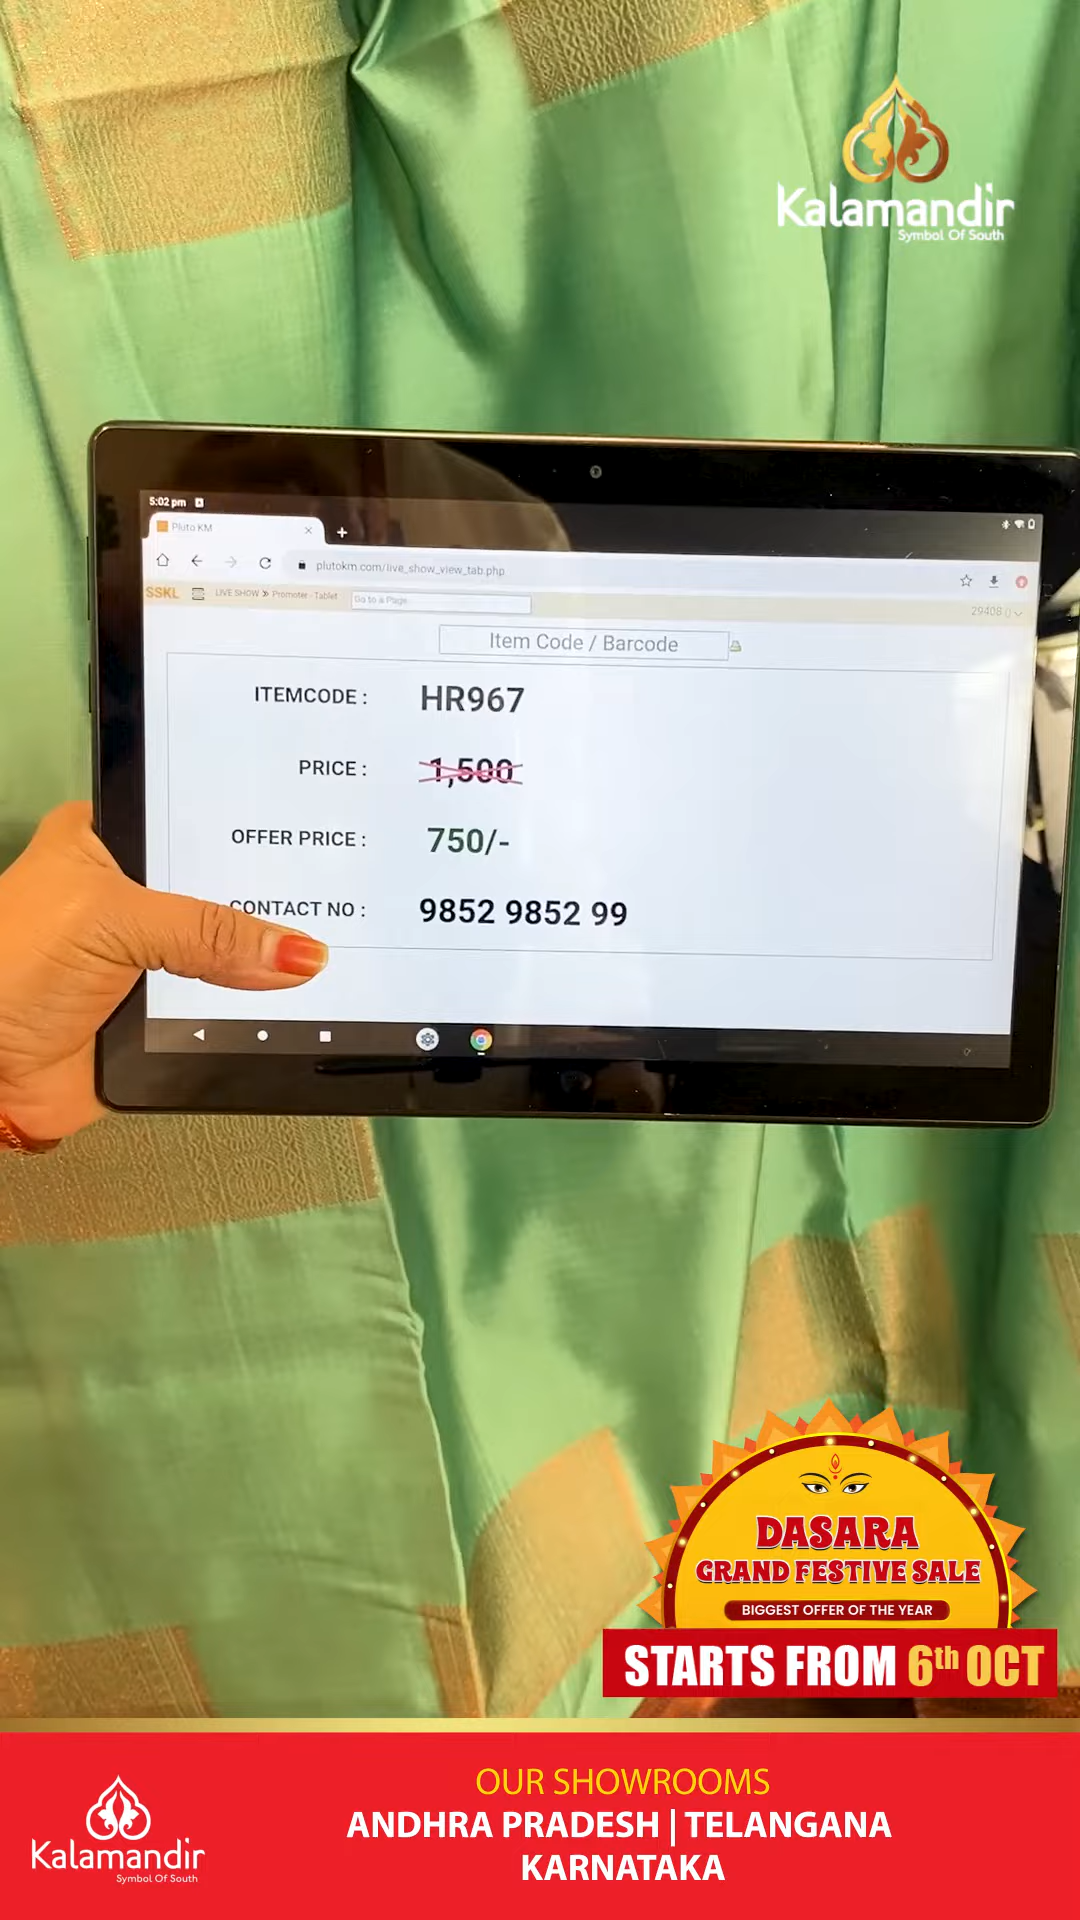 Kalamandir
Symbol Of South
5:02 pm
Pluto KM
plutokm.com/live_show_view_tab.php
SSKL
LIVE SHOW » Promoter - Tablet
Go to a Page
29408 ()
Item Code / Barcode
ITEMCODE : HR967
PRICE : 1,500
OFFER PRICE : 750/-
CONTACT NO : 9852 9852 99
DASARA
GRAND FESTIVE SALE
BIGGEST OFFER OF THE YEAR
STARTS FROM 6th OCT
Kalamandir
Symbol Of South
OUR SHOWROOMS
ANDHRA PRADESH | TELANGANA
KARNATAKA